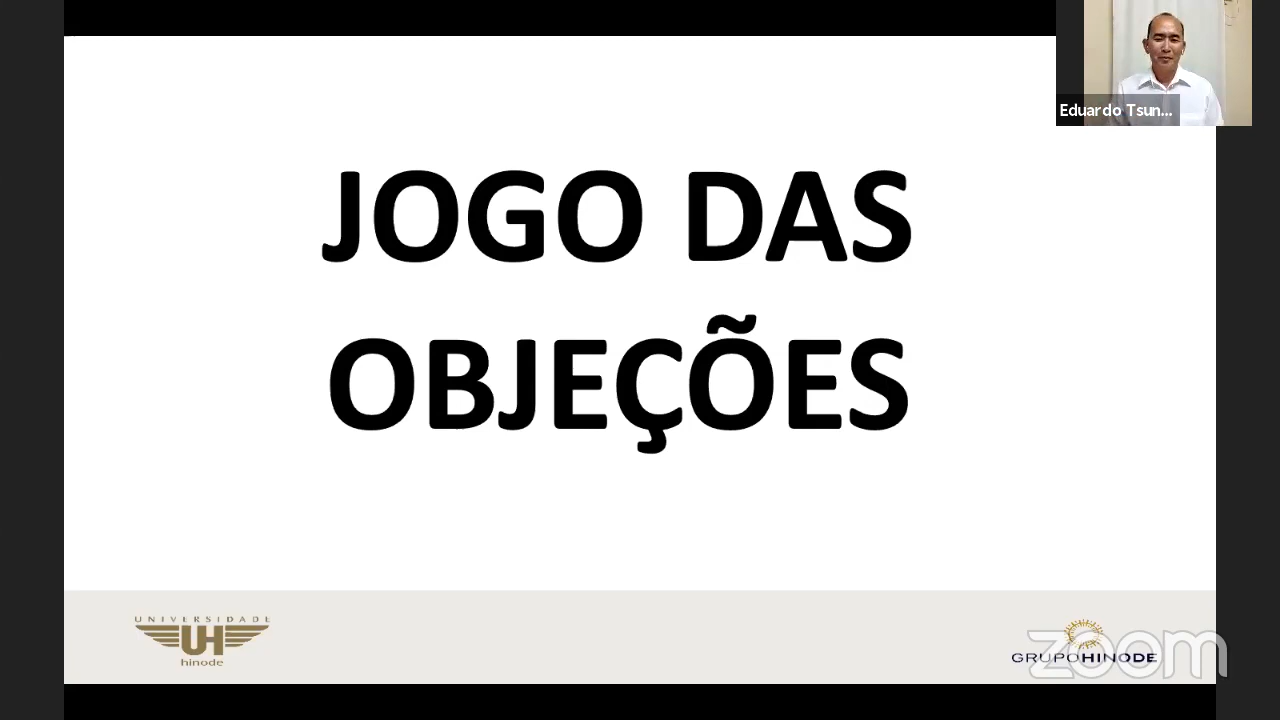 Eduardo Tsun...
JOGO DAS
OBJEÇÕES
UNIVERSIDADE
UH
hinode
GRUPOHINODE
zoom